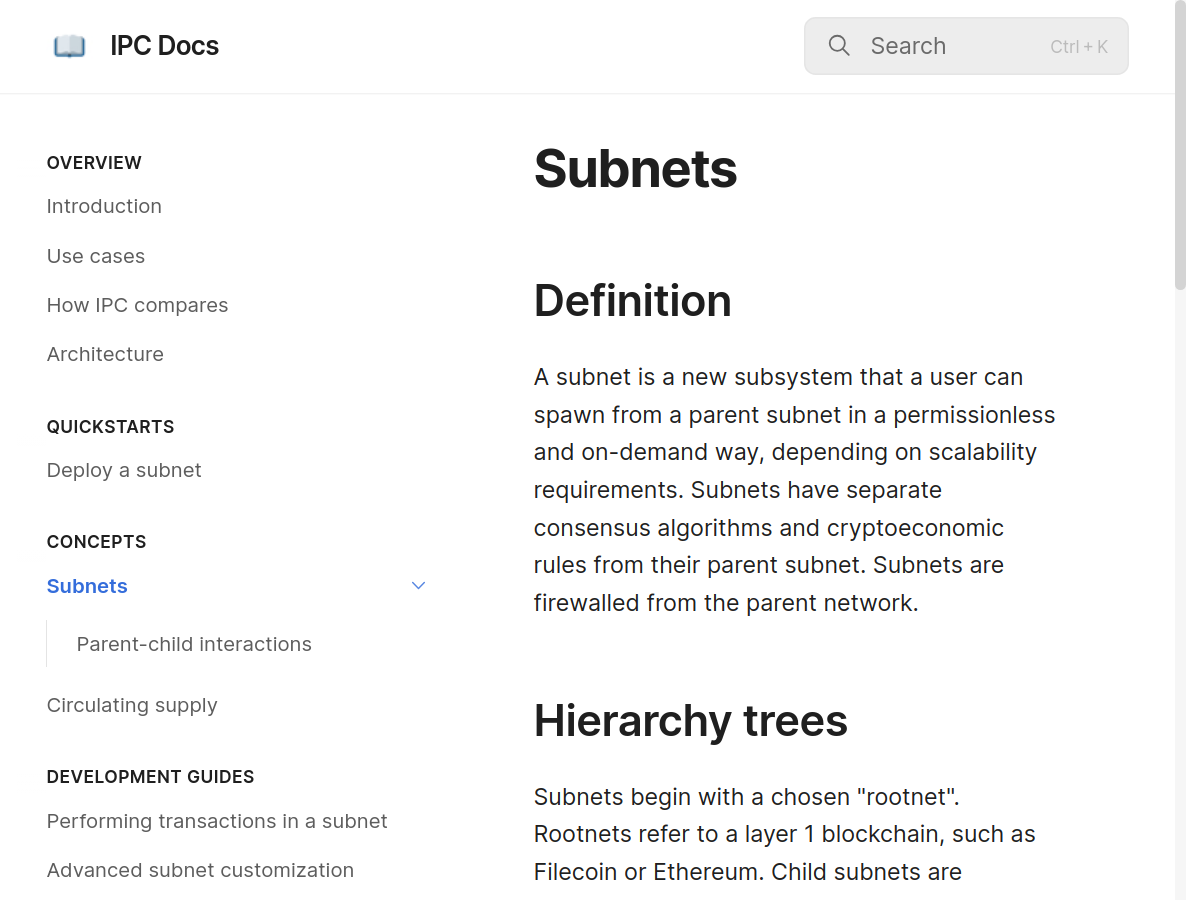 IPC Docs
Search
Ctrl + K
OVERVIEW
Introduction
Use cases
How IPC compares
Architecture
QUICKSTARTS
Deploy a subnet
CONCEPTS
Subnets
Parent-child interactions
Circulating supply
DEVELOPMENT GUIDES
Performing transactions in a subnet
Advanced subnet customization
Subnets
Definition
A subnet is a new subsystem that a user can
spawn from a parent subnet in a permissionless
and on-demand way, depending on scalability
requirements. Subnets have separate
consensus algorithms and cryptoeconomic
rules from their parent subnet. Subnets are
firewalled from the parent network.
Hierarchy trees
Subnets begin with a chosen "rootnet".
Rootnets refer to a layer 1 blockchain, such as
Filecoin or Ethereum. Child subnets are